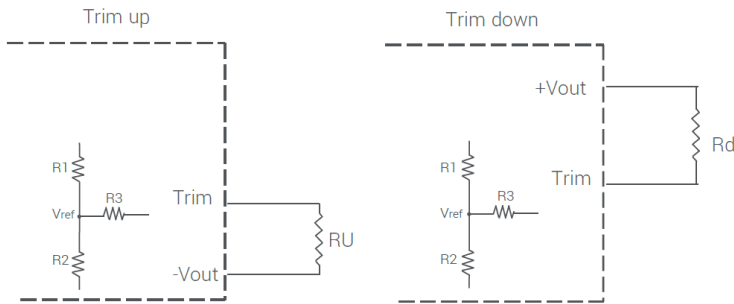 Trim up
R1
R3
Vref
R2
Trim
-Vout
RU
Trim down
+Vout
R1
R3
Vref
R2
Trim
Rd